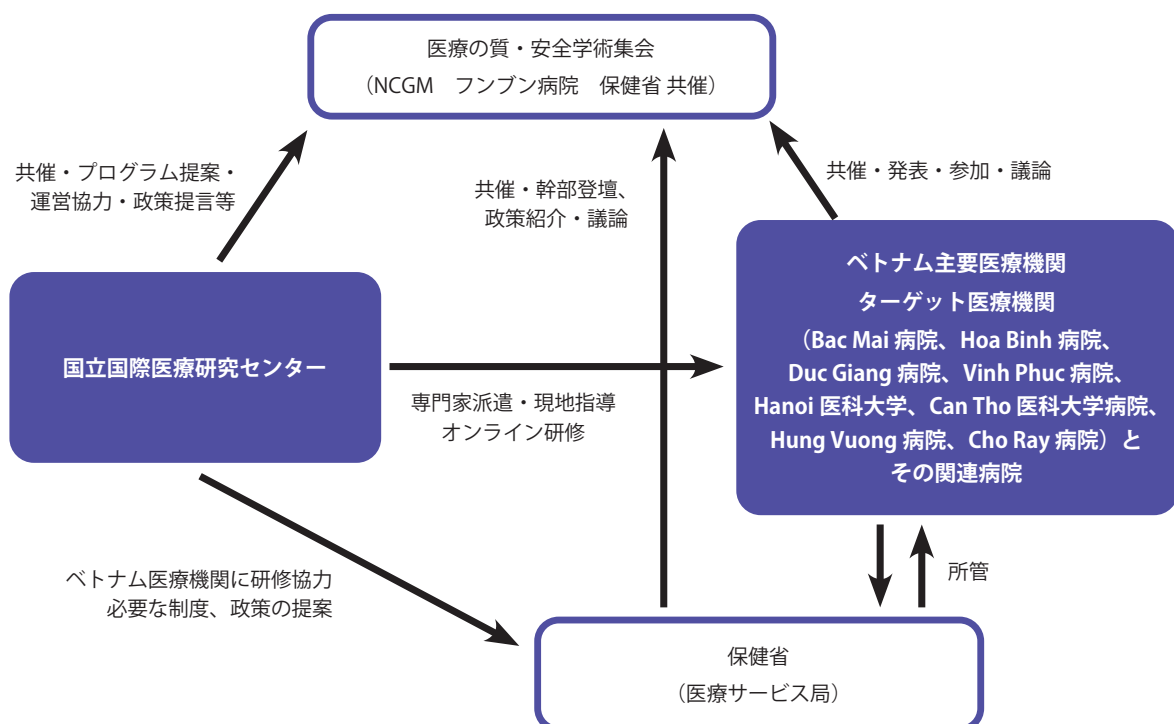 医療の質・安全学術集会
（NCGM　フンブン病院　保健省 共催）
共催・プログラム提案・
運営協力・政策提言等
共催・幹部登壇、
政策紹介・議論
共催・発表・参加・議論
国立国際医療研究センター
専門家派遣・現地指導
オンライン研修
ベトナム主要医療機関
ターゲット医療機関
（Bac Mai 病院、Hoa Binh 病院、
Duc Giang 病院、Vinh Phuc 病院、
Hanoi 医科大学、Can Tho 医科大学病院、
Hung Vuong 病院、Cho Ray 病院）と
その関連病院
ベトナム医療機関に研修協力
必要な制度、政策の提案
所管
保健省
（医療サービス局）